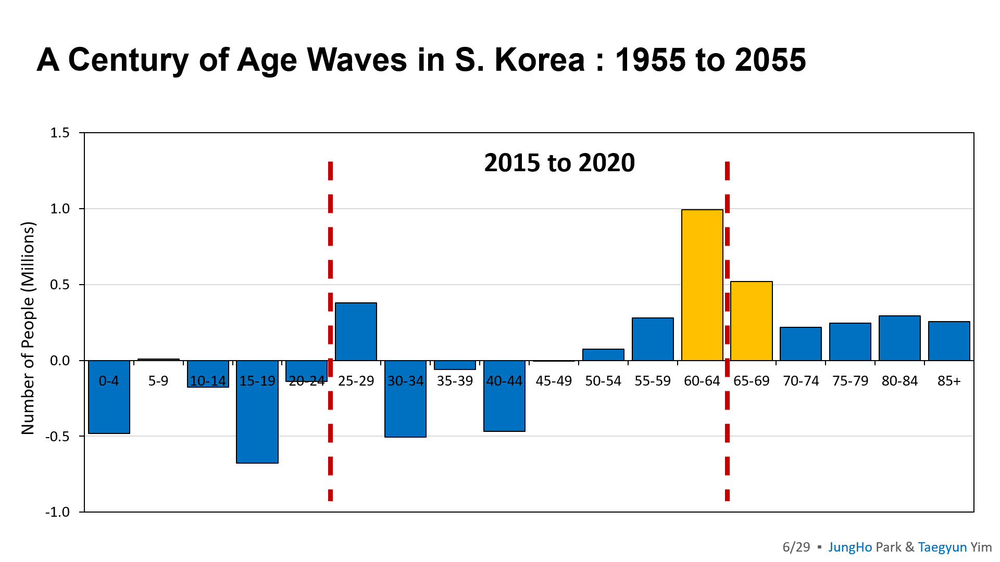 A Century of Age Waves in S. Korea : 1955 to 2055
2015 to 2020
Number of People (Millions)
1.5
1.0
0.5
0.0
-0.5
-1.0
0-4 5-9 10-14 15-19 20-24 25-29 30-34 35-39 40-44 45-49 50-54 55-59 60-64 65-69 70-74 75-79 80-84 85+
6/29 ▪ JungHo Park & Taegyun Yim